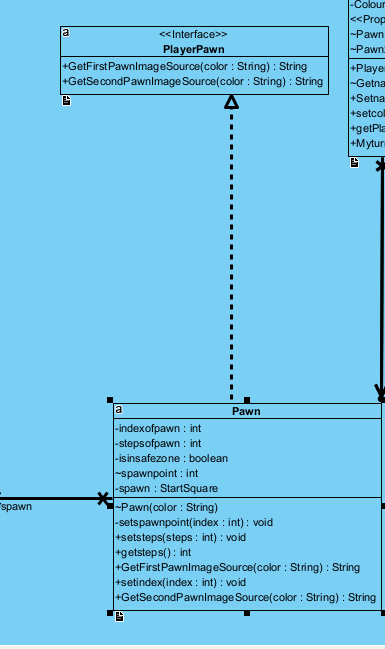 a
<<Interface>>
PlayerPawn
+GetFirstPawnImageSource(color : String) : String
+GetSecondPawnImageSource(color : String) : String
-Colour
<<Prop
~Pawn
~Pawn
+Player
~Getna
+Setna
+setcol
+getPla
+Myturn
a
Pawn
-indexofpawn : int
-stepsofpawn : int
-isinsafezone : boolean
~spawnpoint : int
-spawn : StartSquare
~Pawn(color : String)
-setspawnpoint(index : int) : void
+setsteps(steps : int) : void
+getsteps() : int
+GetFirstPawnImageSource(color : String) : String
+setindex(index : int) : void
+GetSecondPawnImageSource(color : String) : String
spawn